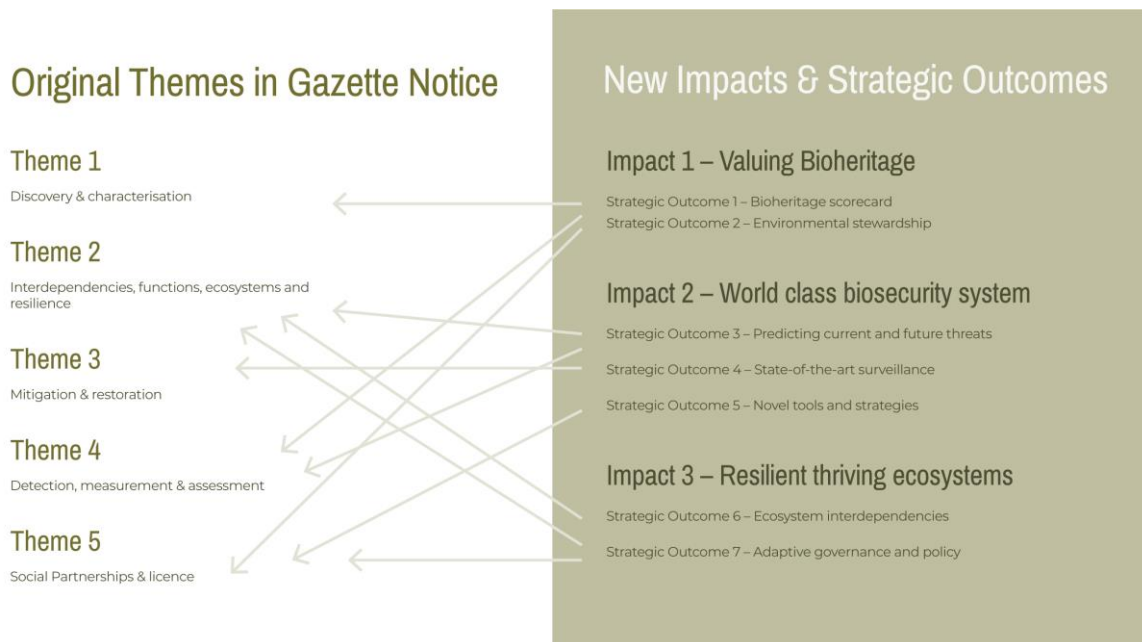 Original Themes in Gazette Notice
Theme 1
Discovery & characterisation
Theme 2
Interdependencies, functions, ecosystems and
resilience
Theme 3
Mitigation & restoration
Theme 4
Detection, measurement & assessment
Theme 5
Social Partnerships & licence
New Impacts & Strategic Outcomes
Impact 1 – Valuing Bioheritage
Strategic Outcome 1 – Bioheritage scorecard
Strategic Outcome 2 – Environmental stewardship
Impact 2 – World class biosecurity system
Strategic Outcome 3 – Predicting current and future threats
Strategic Outcome 4 – State-of-the-art surveillance
Strategic Outcome 5 – Novel tools and strategies
Impact 3 – Resilient thriving ecosystems
Strategic Outcome 6 – Ecosystem interdependencies
Strategic Outcome 7 – Adaptive governance and policy